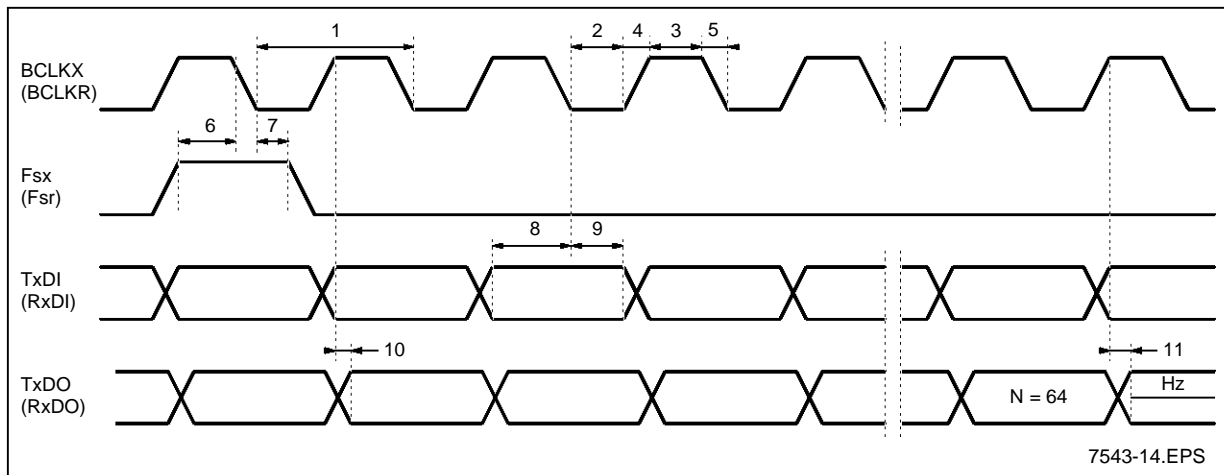 1
2
4
3
5
BCLKX
(BCLKR)
6
7
Fsx
(Fsr)
8
9
TxDI
(RxDI)
10
11
TxDO
(RxDO)
N = 64
Hz
7543-14.EPS